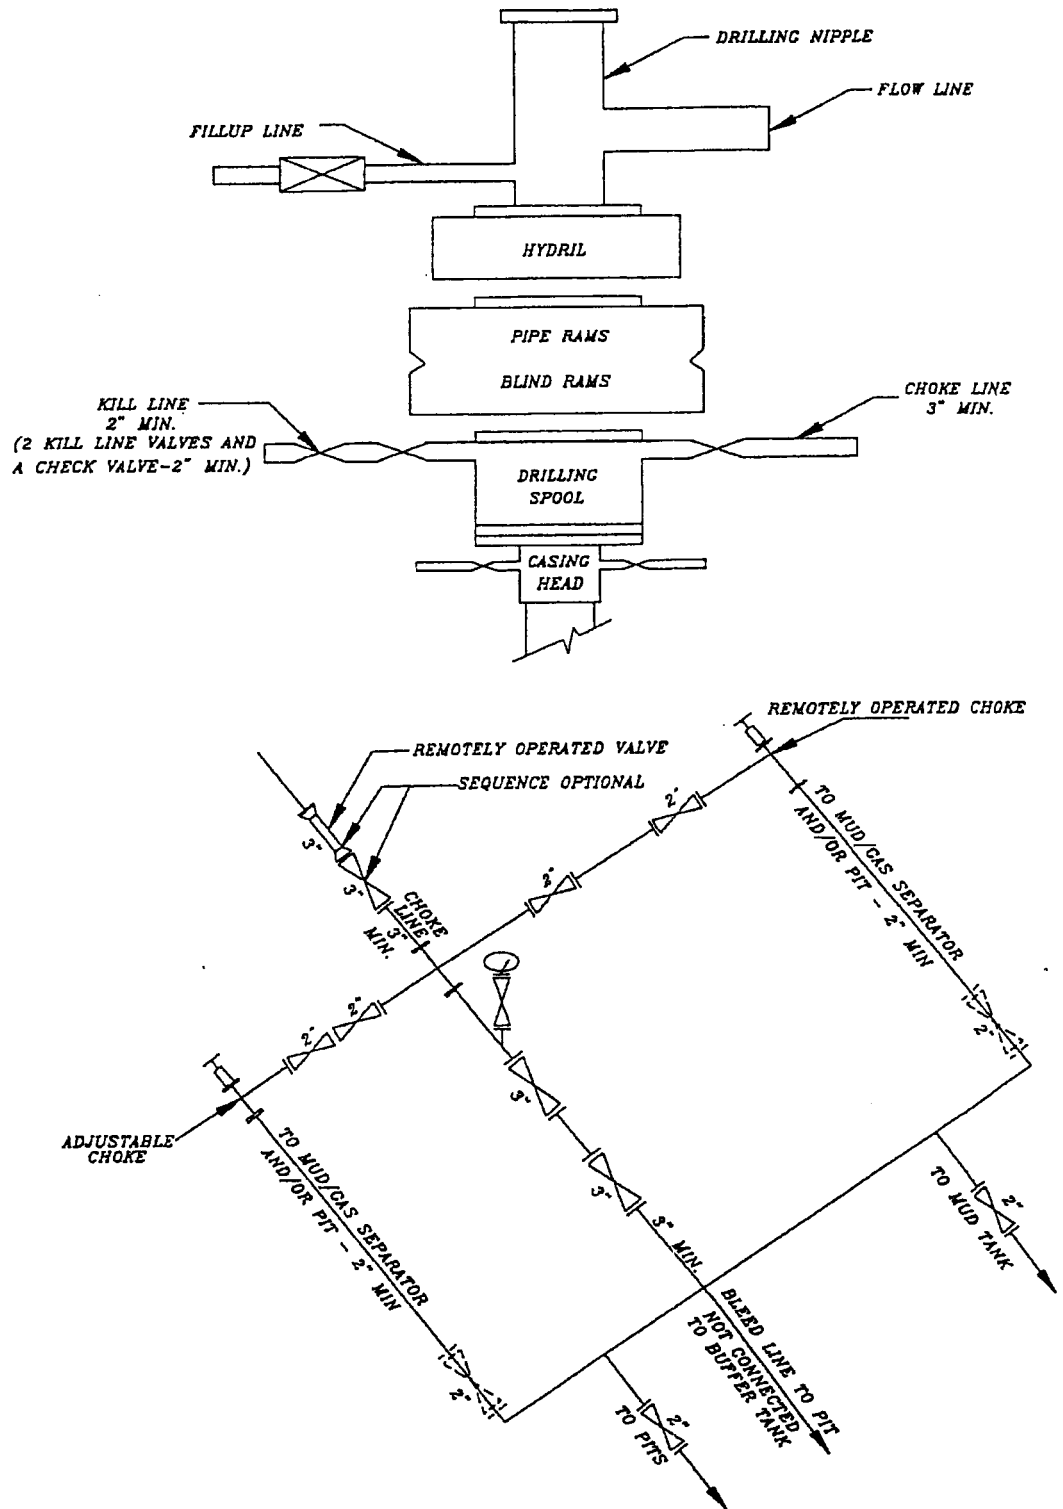 DRILLING NIPPLE
FLOW LINE
FILLUP LINE
HYDRIL
PIPE RAMS
BLIND RAMS
KILL LINE
2" MIN.
(2 KILL LINE VALVES AND
A CHECK VALVE-2" MIN.)
CHOKE LINE
3" MIN.
DRILLING
SPOOL
CASING
HEAD
REMOTELY OPERATED CHOKE
REMOTELY OPERATED VALVE
SEQUENCE OPTIONAL
3"
3"
CHOKE
LINE
3"
MIN.
2"
2"
TO MUD/GAS SEPARATOR
AND/OR PIT - 2" MIN
2"
2"
2"
ADJUSTABLE
CHOKE
TO MUD/GAS SEPARATOR
AND/OR PIT - 2" MIN
2"
3"
3"
3" MIN.
BLEED LINE TO PIT
NOT CONNECTED
TO BUFFER TANK
2"
TO MUD TANK
2"
TO PITS